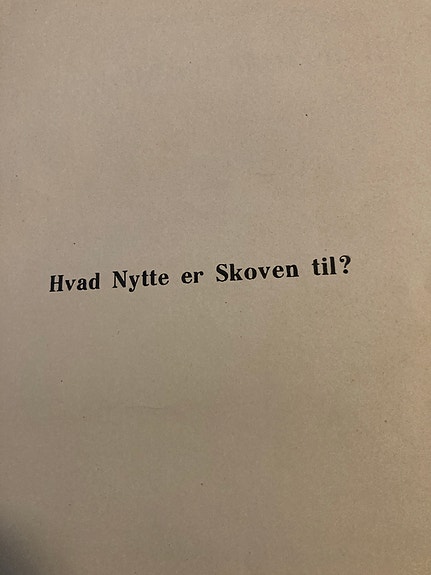 Hvad Nytte er Skoven til?